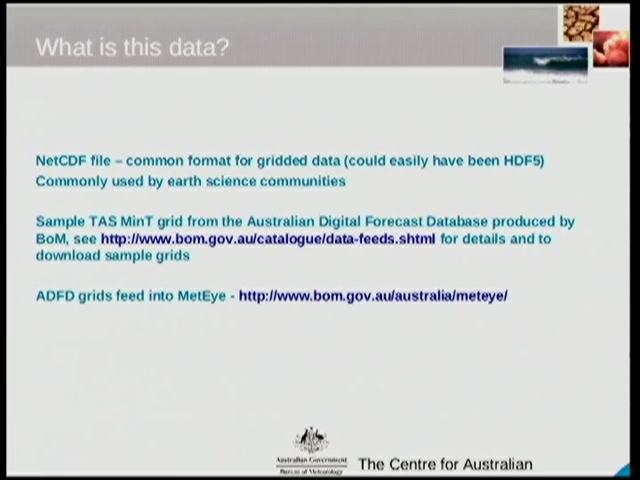 What is this data?
NetCDF file – common format for gridded data (could easily have been HDF5)
Commonly used by earth science communities
Sample TAS MinT grid from the Australian Digital Forecast Database produced by
BoM, see http://www.bom.gov.au/catalogue/data-feeds.shtml for details and to
download sample grids
ADFD grids feed into MetEye - http://www.bom.gov.au/australia/meteye/
Australian Government
Bureau of Meteorology
The Centre for Australian